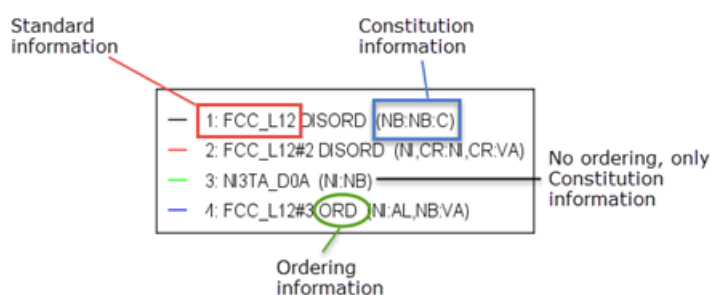 Standard
information
Constitution
information
1: FCC_L12 DISORD (NB:NB:C)
2: FCC_L12#2 DISORD (NI,CR:NI,CR:VA)
3: NI3TA_D0A (NI:NB)
4: FCC_L12#3 ORD (NI:AL,NB:VA)
No ordering, only
Constitution
information
Ordering
information